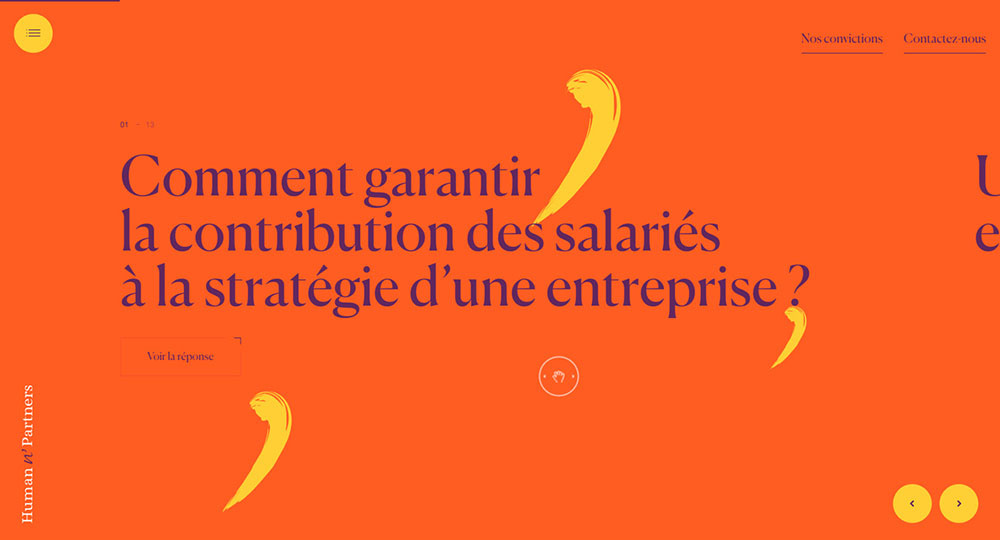 Nos convictions
Contactez-nous
01 - 13
Comment garantir
la contribution des salariés
à la stratégie d’une entreprise ?
U
e
Voir la réponse
Human n’ Partners